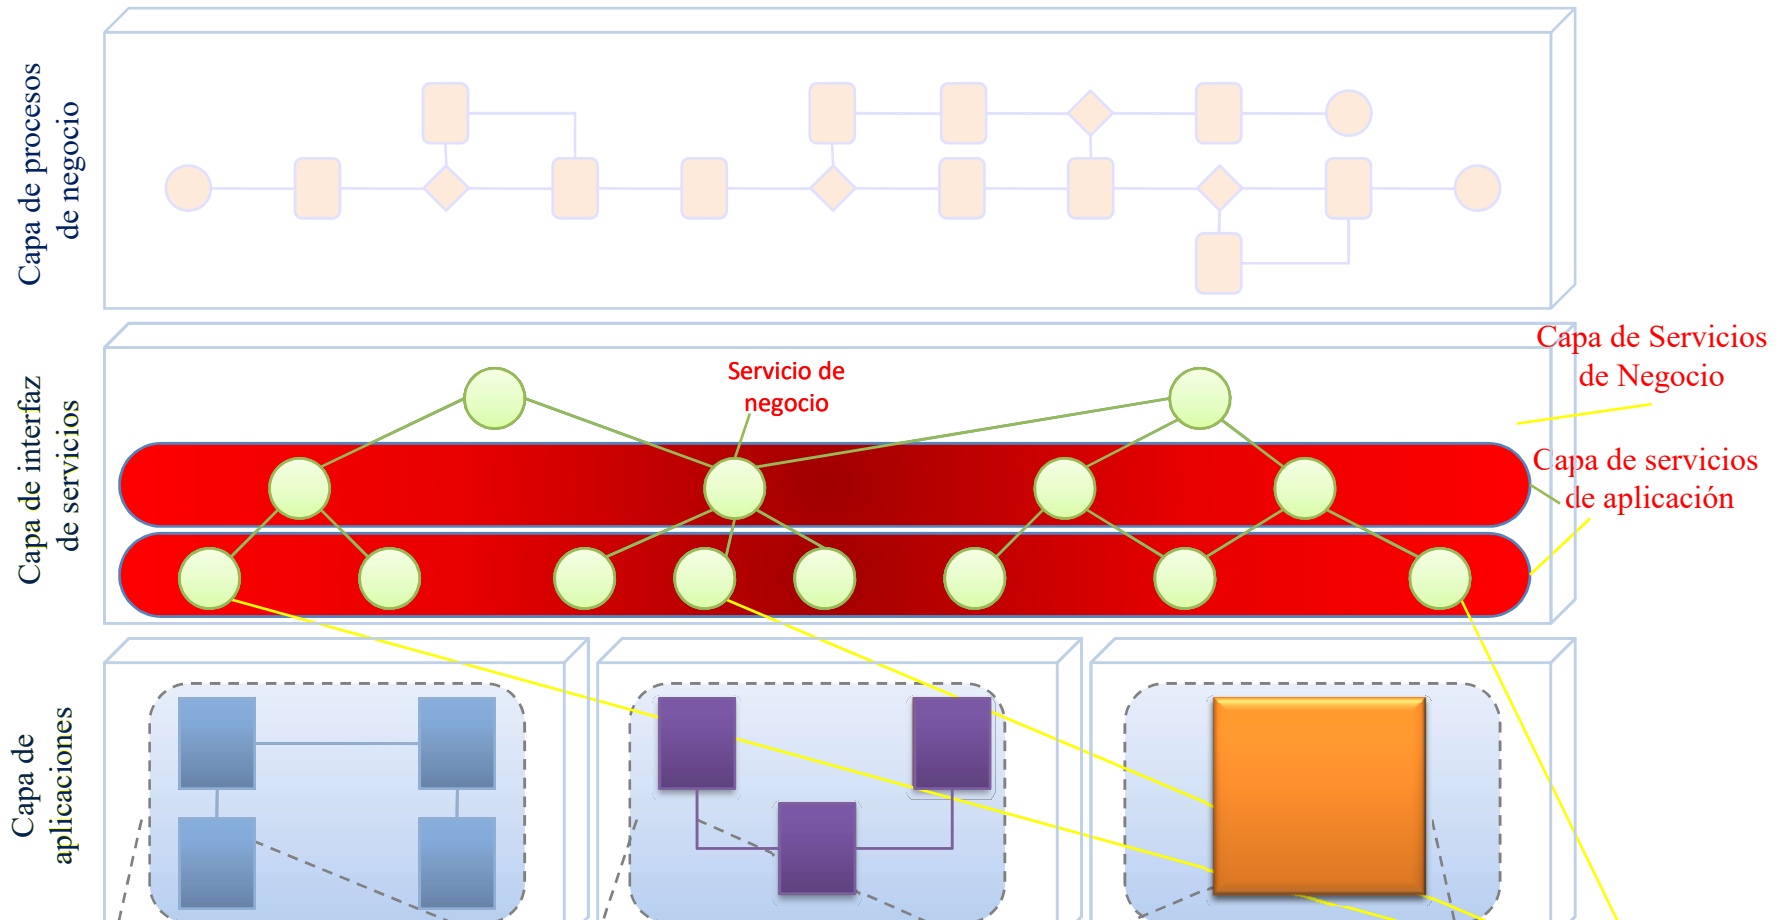 Capa de procesos
de negocio
Capa de Servicios
de Negocio
Servicio de
negocio
Capa de interfaz
de servicios
Capa de servicios
de aplicación
Capa de
aplicaciones